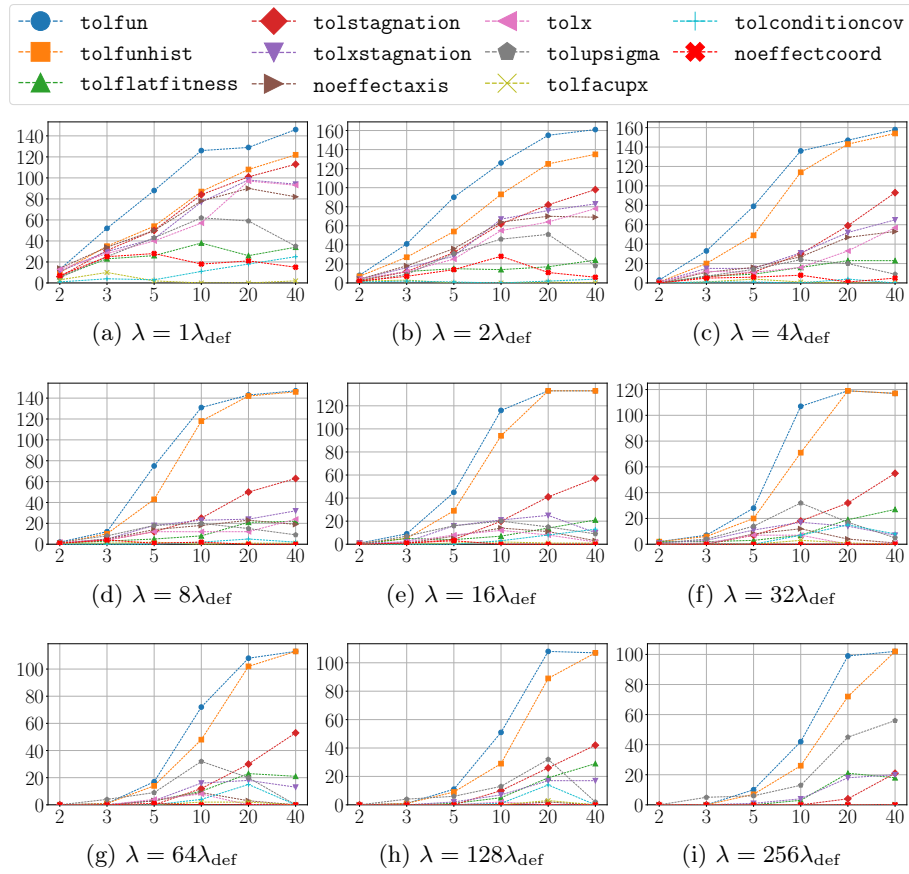 tolfun tolstagnation tolx tolconditioncov
tolfunhist tolxstagnation tolupsigma noeffectcoord
tolflatfitness noeffectaxis tolfacupx
140 160 160
120 140 140
100 120 120
80 100 100
60 80 80
40 60 60
20 40 40
0 20 20
0 0
2 3 5 10 20 40 2 3 5 10 20 40 2 3 5 10 20 40
(a) λ = 1λdef (b) λ = 2λdef (c) λ = 4λdef
140 120 120
120 100 100
100 80 80
80 60 60
60 40 40
40 20 20
20 0 0
0
2 3 5 10 20 40 2 3 5 10 20 40 2 3 5 10 20 40
(d) λ = 8λdef (e) λ = 16λdef (f) λ = 32λdef
100 100 100
80 80 80
60 60 60
40 40 40
20 20 20
0 0 0
2 3 5 10 20 40 2 3 5 10 20 40 2 3 5 10 20 40
(g) λ = 64λdef (h) λ = 128λdef (i) λ = 256λdef